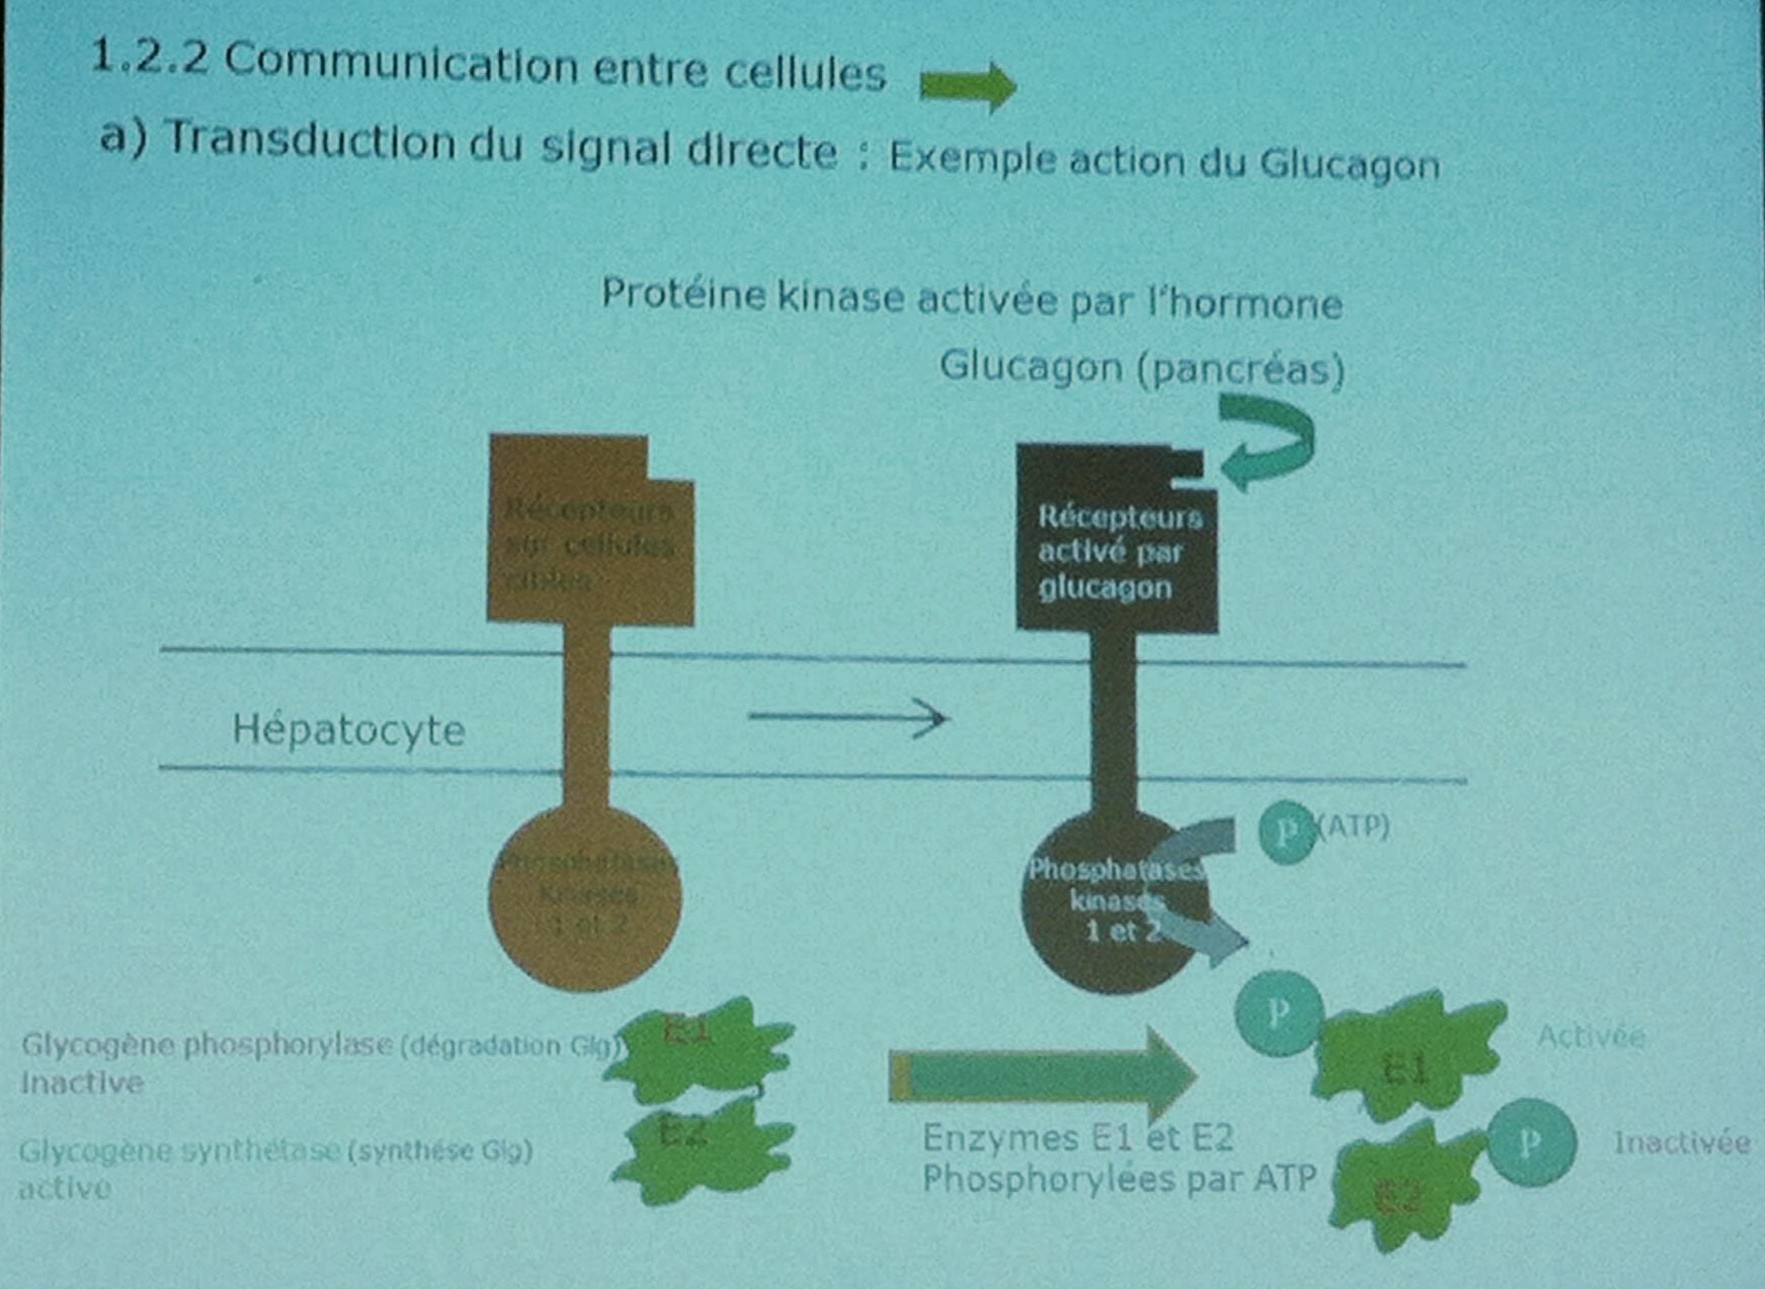 1.2.2 Communication entre cellules
a) Transduction du signal directe : Exemple action du Glucagon
Protéine kinase activée par l'hormone
Glucagon (pancréas)
Récepteurs
sur cellules
cibles
Récepteurs
activé par
glucagon
Hépatocyte
P (ATP)
Phosphatases
Kinases
1 et 2
Phosphatases
kinases
1 et 2
P
Glycogène phosphorylase (dégradation Glg)
Inactive
E1
E1
Activée
Glycogène synthétase (synthése Glg)
active
E2
Enzymes E1 et E2
Phosphorylées par ATP
P
E2
Inactivée